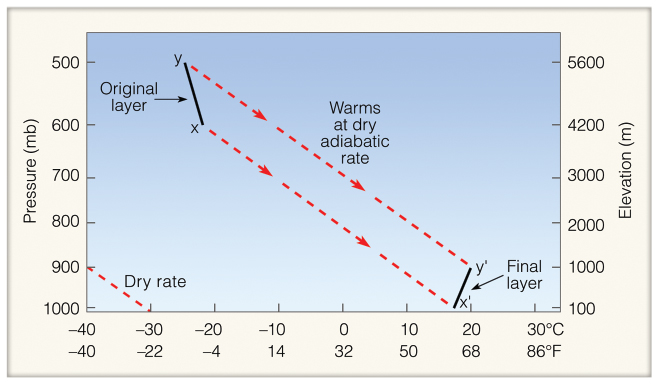 Pressure (mb)
500
600
700
800
900
1000
y
Original
layer
x
Warms
at dry
adiabatic
rate
Dry rate
y'
Final
layer
x'
5600
4200
3000
2000
1000
100
Elevation (m)
–40 –30 –20 –10 0 10 20 30°C
–40 –22 –4 14 32 50 68 86°F